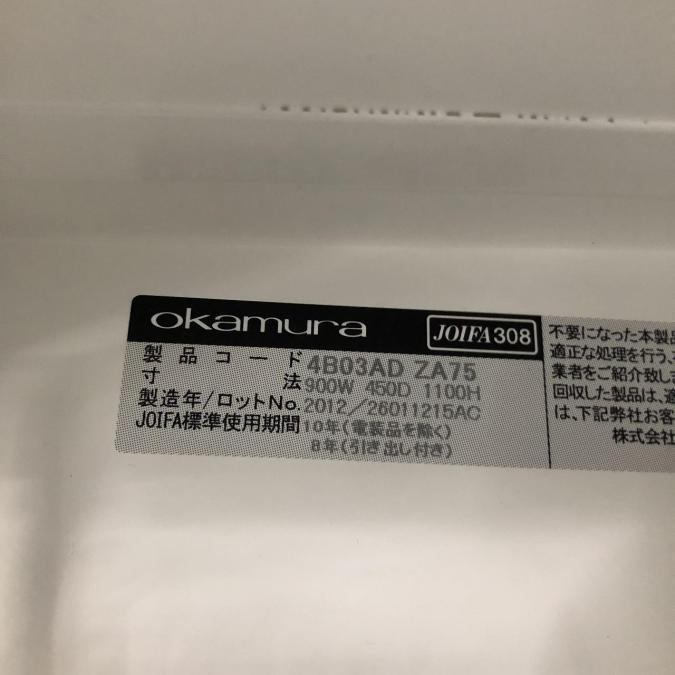 okamura JOIFA308
製品コード 4B03AD ZA75
寸法 900W 450D 1100H
製造年/ロットNo. 2012/26011215AC
JOIFA標準使用期間 10年(電装品を除く)
8年(引き出し付き)
不要になった本製品
適正な処理を行う、
業者をご紹介致しま
回収した製品は、適
は、下記弊社お客
株式会社